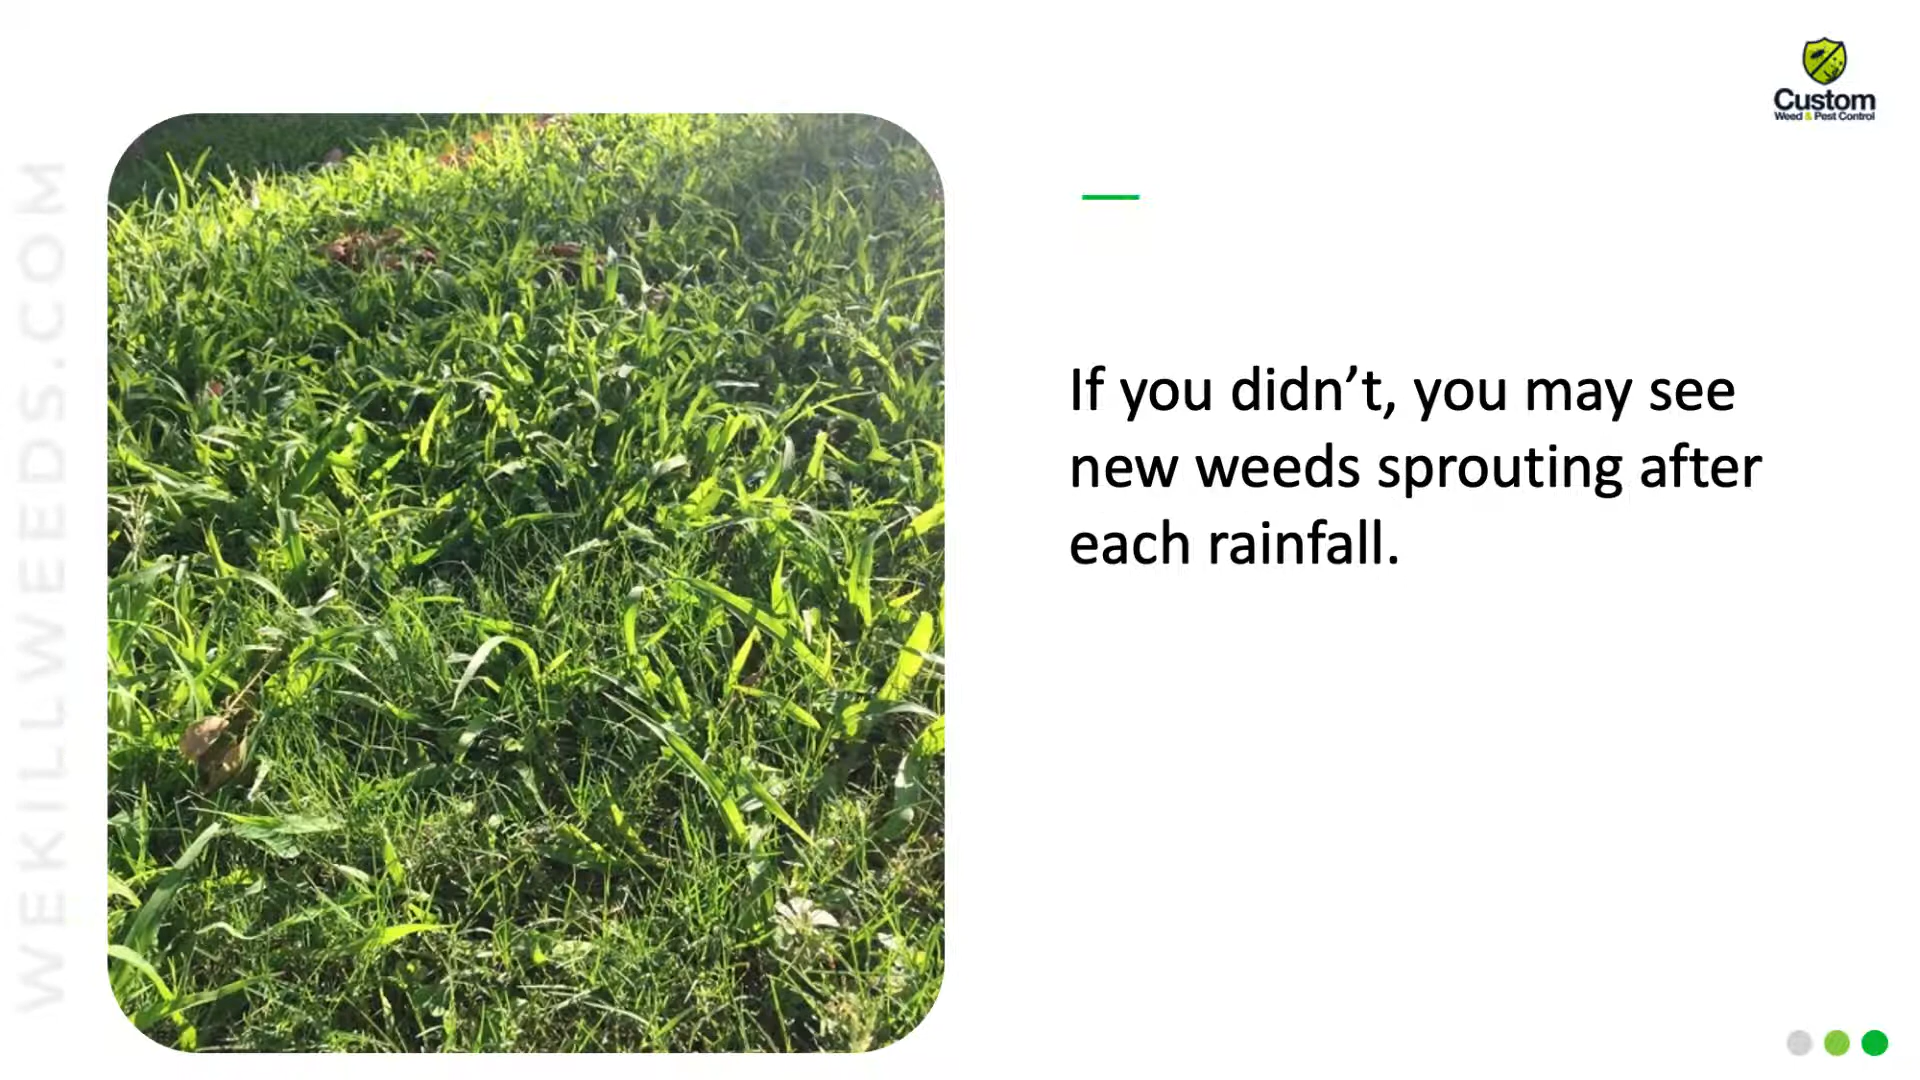 Custom
Weed & Pest Control
If you didn’t, you may see
new weeds sprouting after
each rainfall.
WEKILLWEEDS.COM